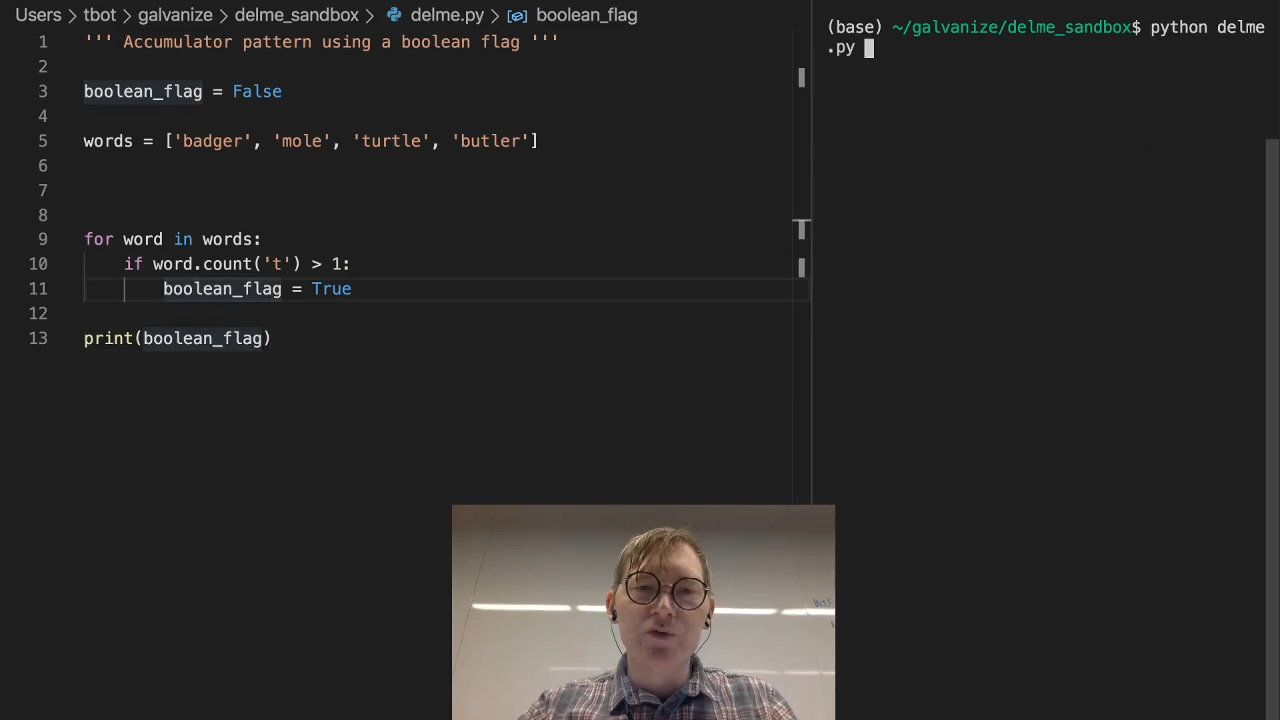 Users > tbot > galvanize > delme_sandbox > delme.py > boolean_flag
1 ''' Accumulator pattern using a boolean flag '''
2
3 boolean_flag = False
4
5 words = ['badger', 'mole', 'turtle', 'butler']
6
7
8
9 for word in words:
10 if word.count('t') > 1:
11 boolean_flag = True
12
13 print(boolean_flag)
(base) ~/galvanize/delme_sandbox$ python delme
.py